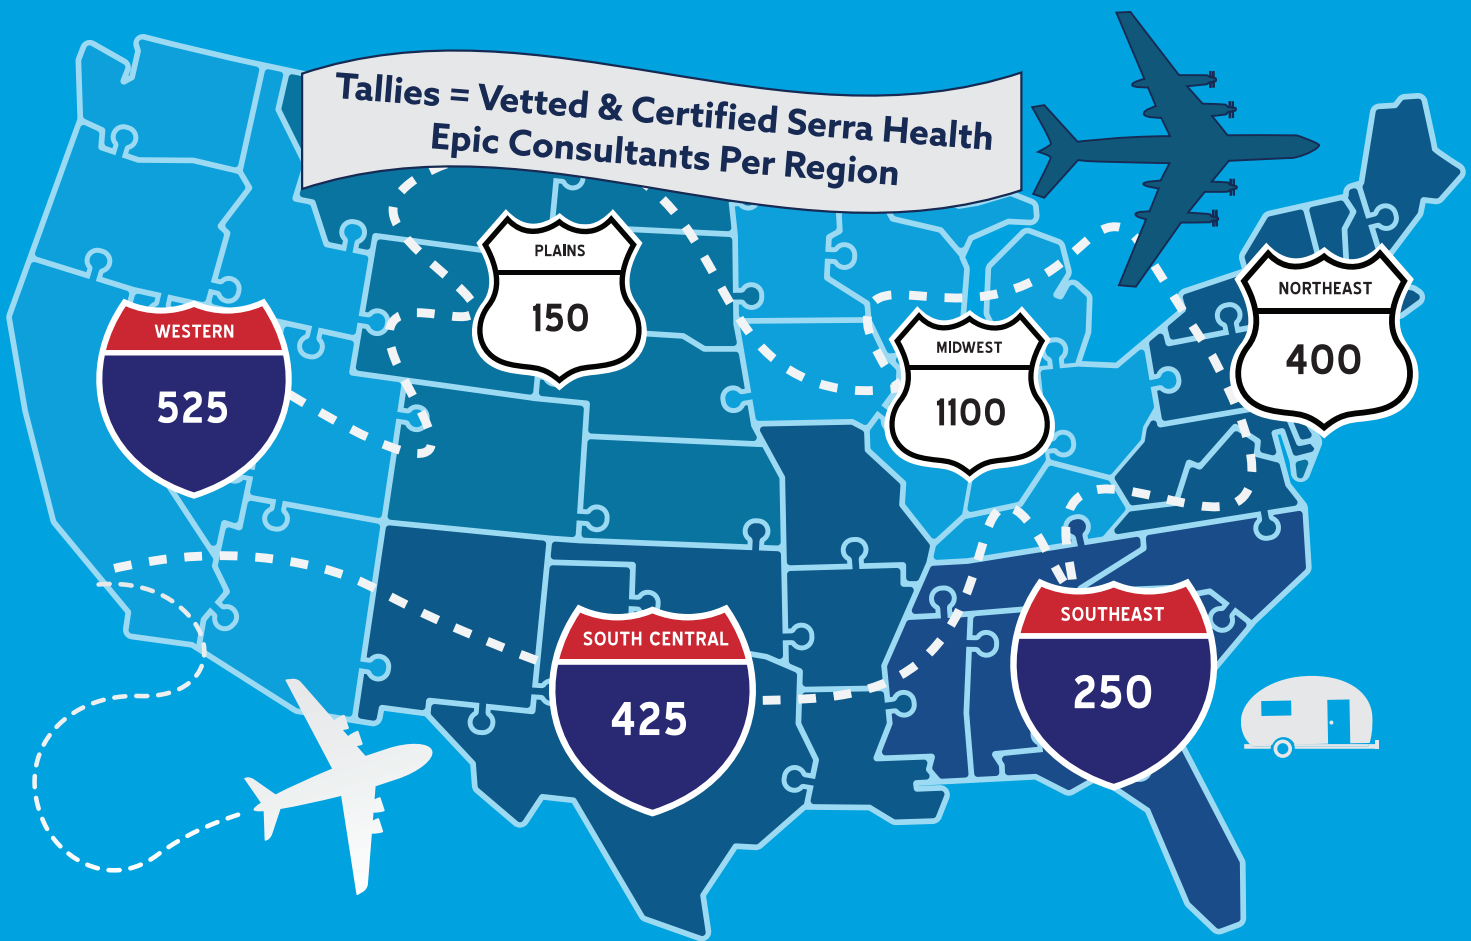 Tallies = Vetted & Certified Serra Health
Epic Consultants Per Region
PLAINS
150
NORTHEAST
400
WESTERN
525
MIDWEST
1100
SOUTH CENTRAL
425
SOUTHEAST
250